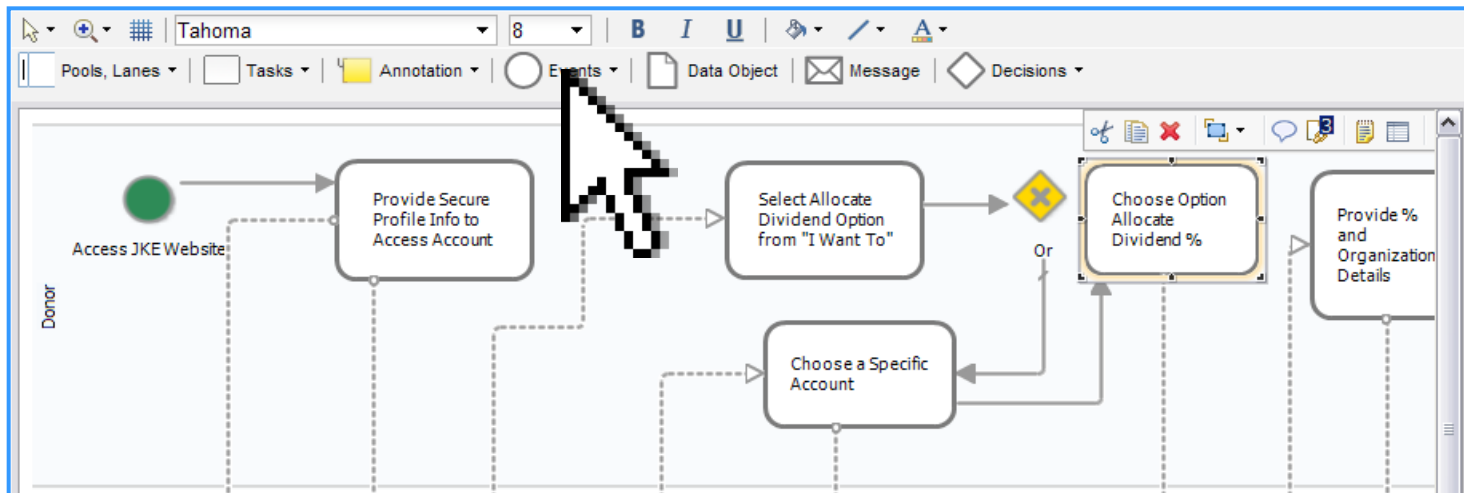 Tahoma 8 B I U A
Pools, Lanes Tasks Annotation Events Data Object Message Decisions
3
Provide Secure
Profile Info to
Access Account
Access JKE Website
Donor
Select Allocate
Dividend Option
from "I Want To"
Or
Choose Option
Allocate
Dividend %
Provide %
and
Organization
Details
Choose a Specific
Account